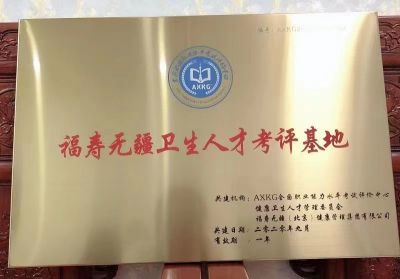 编号：AXKG
AXKG
福寿无疆卫生人才考评基地
共建机构：AXKG全国职业能力水平考试评价中心
健康卫生人才管理委员会
福寿无疆（北京）健康管理集团有限公司
共建日期：二零二零年九月
有效期：一年